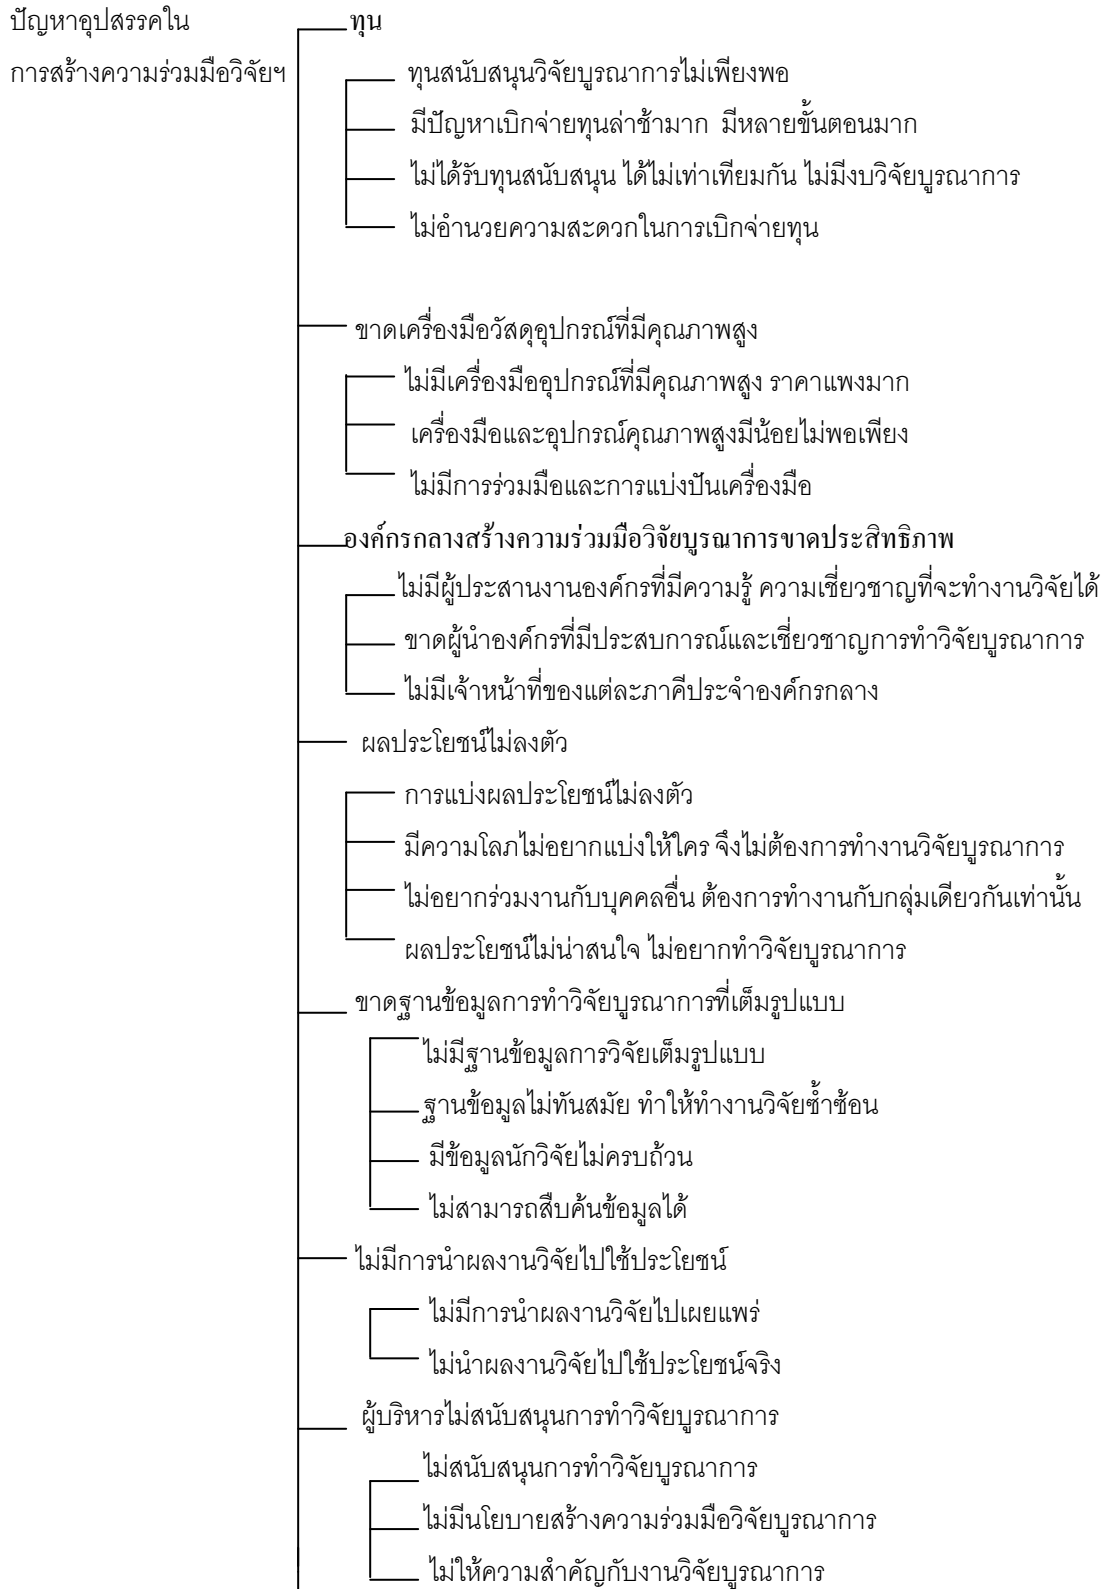 ปัญหาอุปสรรคใน
การสร้างความร่วมมือวิจัยฯ
ทุน
ทุนสนับสนุนวิจัยบูรณาการไม่เพียงพอ
มีปัญหาเบิกจ่ายทุนล่าช้ามาก มีหลายขั้นตอนมาก
ไม่ได้รับทุนสนับสนุน ได้ไม่เท่าเทียมกัน ไม่มีงบวิจัยบูรณาการ
ไม่อำนวยความสะดวกในการเบิกจ่ายทุน
ขาดเครื่องมือวัสดุอุปกรณ์ที่มีคุณภาพสูง
ไม่มีเครื่องมืออุปกรณ์ที่มีคุณภาพสูง ราคาแพงมาก
เครื่องมือและอุปกรณ์คุณภาพสูงมีน้อยไม่พอเพียง
ไม่มีการร่วมมือและการแบ่งปันเครื่องมือ
องค์กรกลางสร้างความร่วมมือวิจัยบูรณาการขาดประสิทธิภาพ
ไม่มีผู้ประสานงานองค์กรที่มีความรู้ ความเชี่ยวชาญที่จะทำงานวิจัยได้
ขาดผู้นำองค์กรที่มีประสบการณ์และเชี่ยวชาญการทำวิจัยบูรณาการ
ไม่มีเจ้าหน้าที่ของแต่ละภาคีประจำองค์กรกลาง
ผลประโยชน์ไม่ลงตัว
การแบ่งผลประโยชน์ไม่ลงตัว
มีความโลภไม่อยากแบ่งให้ใคร จึงไม่ต้องการทำงานวิจัยบูรณาการ
ไม่อยากร่วมงานกับบุคคลอื่น ต้องการทำงานกับกลุ่มเดียวกันเท่านั้น
ผลประโยชน์ไม่น่าสนใจ ไม่อยากทำวิจัยบูรณาการ
ขาดฐานข้อมูลการทำวิจัยบูรณาการที่เต็มรูปแบบ
ไม่มีฐานข้อมูลการวิจัยเต็มรูปแบบ
ฐานข้อมูลไม่ทันสมัย ทำให้ทำงานวิจัยซ้ำซ้อน
มีข้อมูลนักวิจัยไม่ครบถ้วน
ไม่สามารถสืบค้นข้อมูลได้
ไม่มีการนำผลงานวิจัยไปใช้ประโยชน์
ไม่มีการนำผลงานวิจัยไปเผยแพร่
ไม่นำผลงานวิจัยไปใช้ประโยชน์จริง
ผู้บริหารไม่สนับสนุนการทำวิจัยบูรณาการ
ไม่สนับสนุนการทำวิจัยบูรณาการ
ไม่มีนโยบายสร้างความร่วมมือวิจัยบูรณาการ
ไม่ให้ความสำคัญกับงานวิจัยบูรณาการ